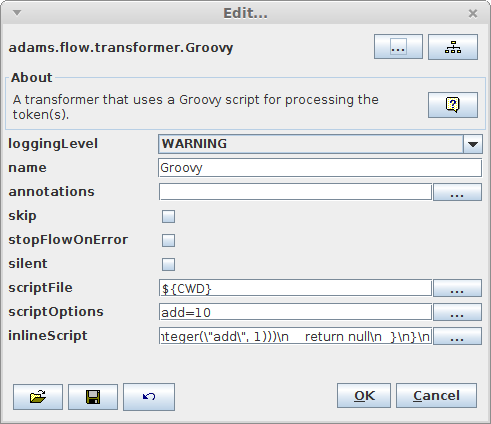 Edit...
adams.flow.transformer.Groovy
...
About
A transformer that uses a Groovy script for processing the
token(s).
?
loggingLevel WARNING
name Groovy
annotations ...
skip
stopFlowOnError
silent
scriptFile ${CWD} ...
scriptOptions add=10 ...
inlineScript nteger(\"add\", 1)))\n    return null\n  }\n}\n ...
OK Cancel